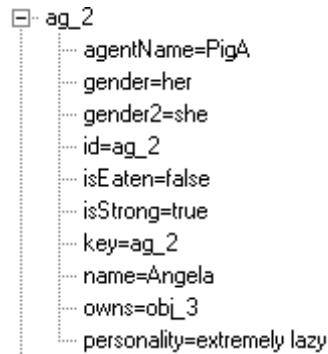 ag_2
agentName=PigA
gender=her
gender2=she
id=ag_2
isEaten=false
isStrong=true
key=ag_2
name=Angela
owns=obj_3
personality=extremely lazy